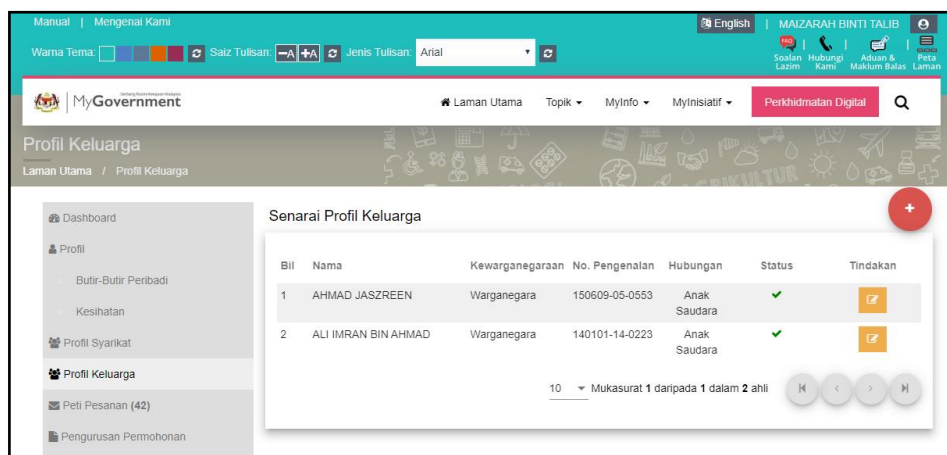 Manual | Mengenai Kami
English | MAIZARAH BINTI TALIB
Warna Tema: Saiz Tulisan: -A +A Jenis Tulisan: Arial
FAQ
Soalan Lazim | Hubungi Kami | Aduan & Maklum Balas | Peta Laman
MyGovernment
Laman Utama Topik MyInfo MyInisiatif Perkhidmatan Digital
Profil Keluarga
Laman Utama / Profil Keluarga
AGRIKULTUR
Dashboard
Profil
Butir-Butir Peribadi
Kesihatan
Profil Syarikat
Profil Keluarga
Peti Pesanan (42)
Pengurusan Permohonan
Senarai Profil Keluarga
+
Bil Nama Kewarganegaraan No. Pengenalan Hubungan Status Tindakan
1 AHMAD JASZREEN Warganegara 150609-05-0553 Anak Saudara
2 ALI IMRAN BIN AHMAD Warganegara 140101-14-0223 Anak Saudara
10 Mukasurat 1 daripada 1 dalam 2 ahli